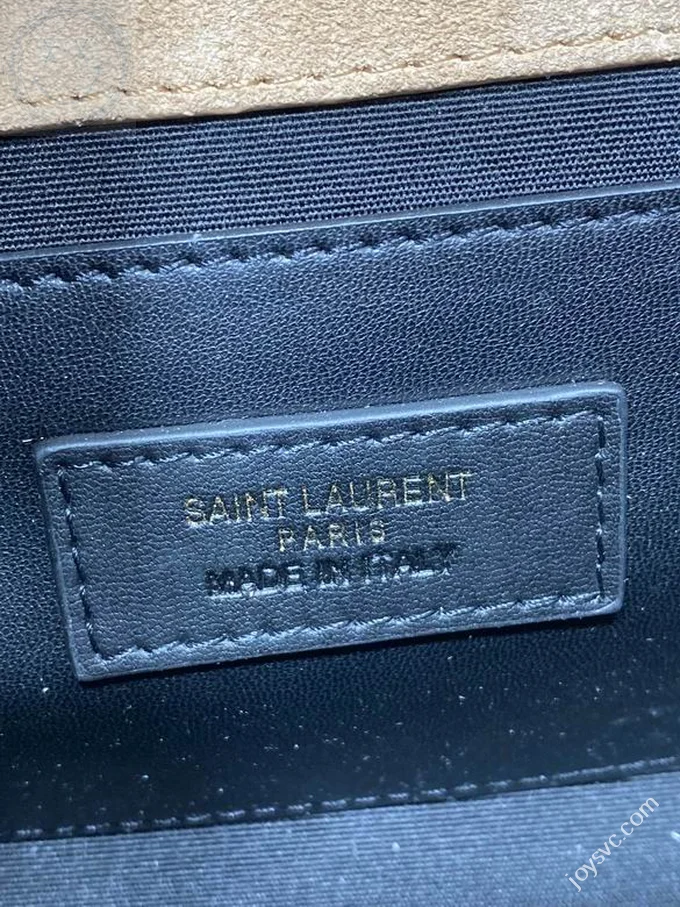 SAINT LAURENT
PARIS
MADE IN ITALY
joysvc.com